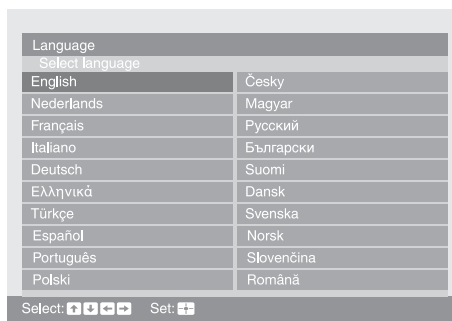 Language
Select language
English Česky
Nederlands Magyar
Français Русский
Italiano Български
Deutsch Suomi
Ελληνικά Dansk
Türkçe Svenska
Español Norsk
Português Slovenčina
Polski Română
Select: Set: